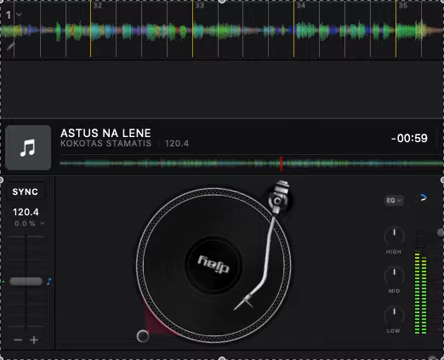 32
33
34
35
1
ASTUS NA LENE
KOKOTAS STAMATIS 120.4
-00:59
SYNC
120.4
0.0 %
djay
EQ
HIGH
MID
LOW